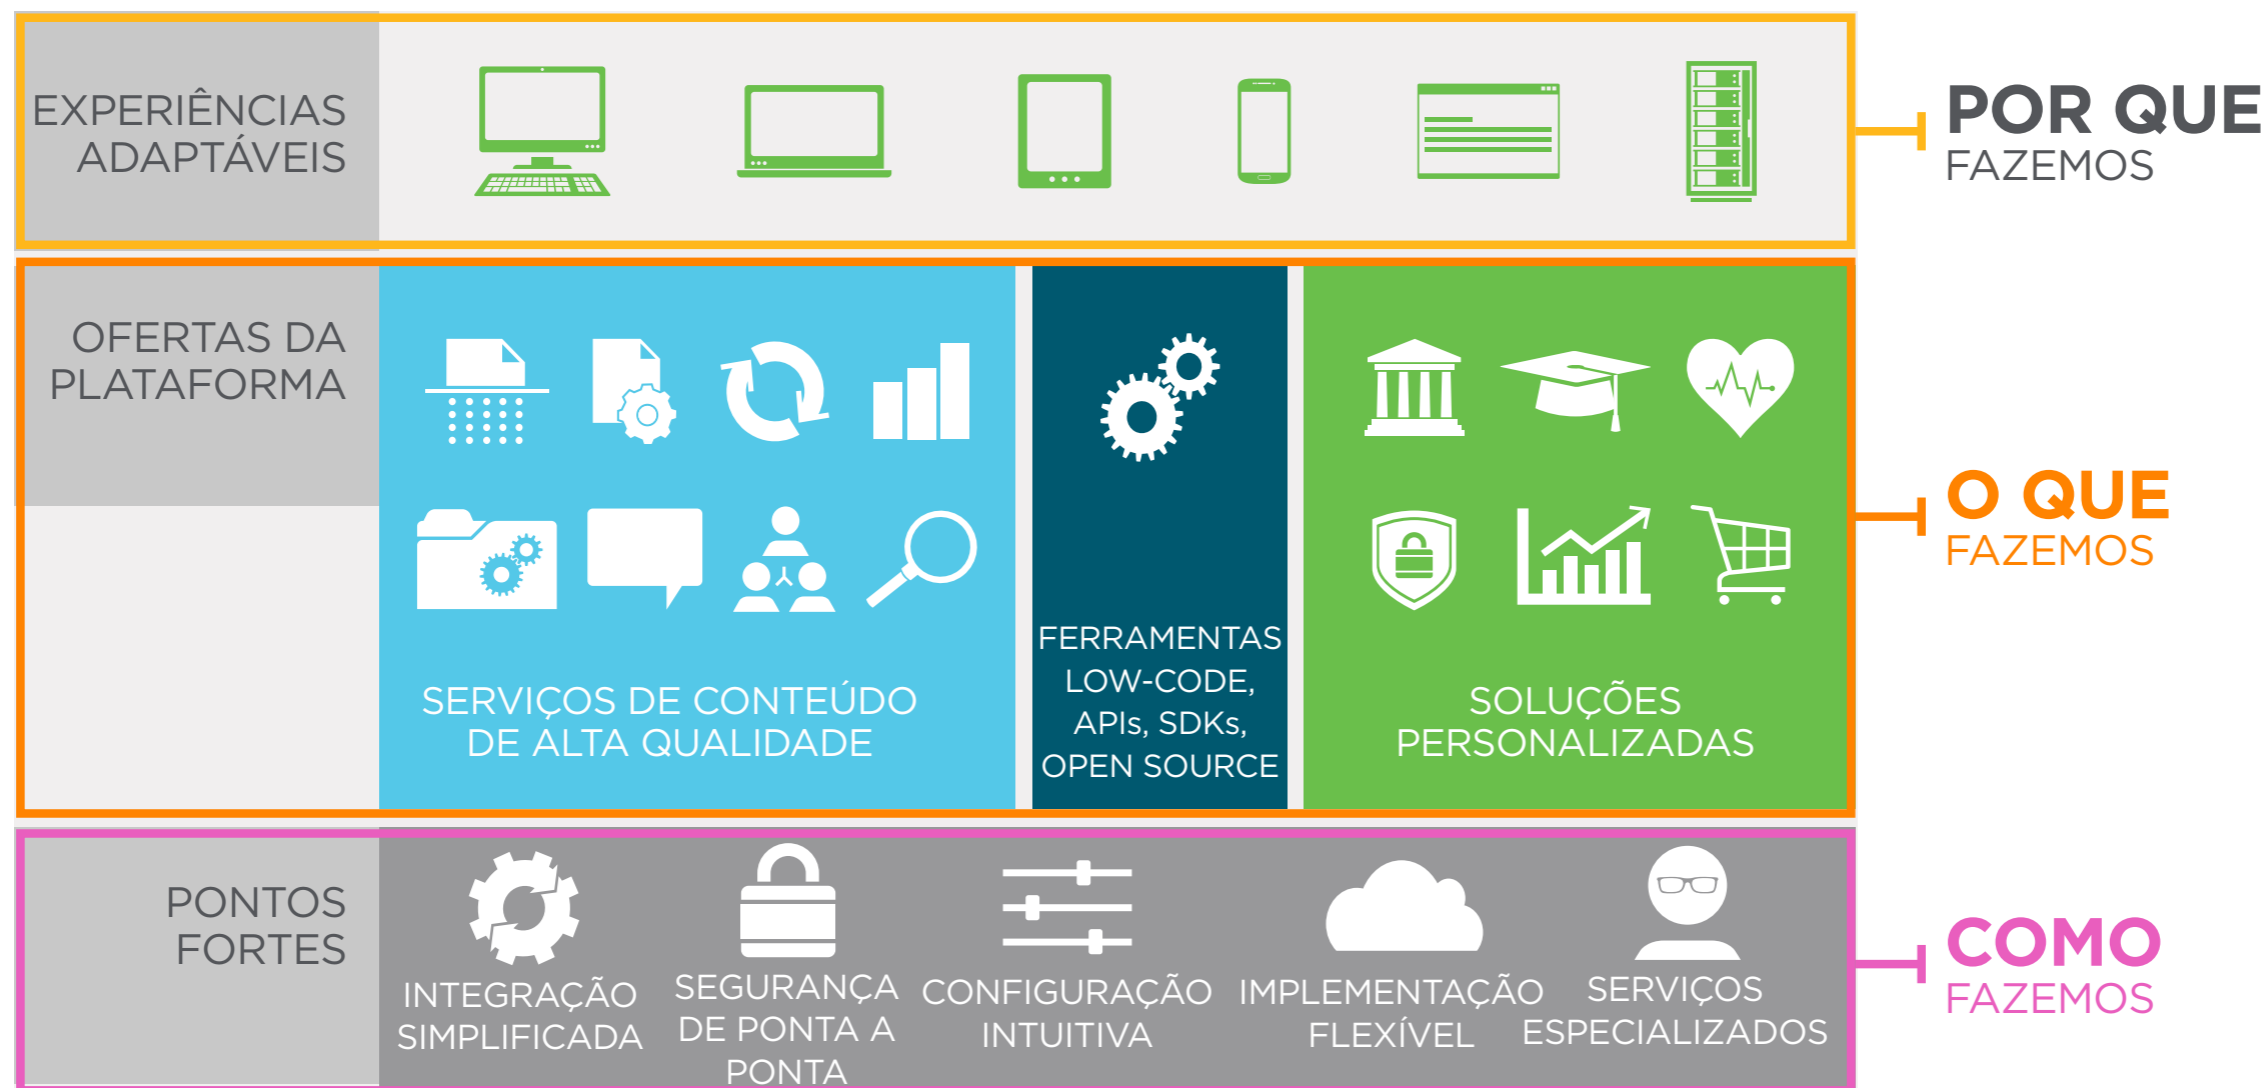 EXPERIÊNCIAS
ADAPTÁVEIS
POR QUE
FAZEMOS
OFERTAS DA
PLATAFORMA
SERVIÇOS DE CONTEÚDO
DE ALTA QUALIDADE
FERRAMENTAS
LOW-CODE,
APIs, SDKs,
OPEN SOURCE
SOLUÇÕES
PERSONALIZADAS
O QUE
FAZEMOS
PONTOS
FORTES
INTEGRAÇÃO
SIMPLIFICADA
SEGURANÇA
DE PONTA A
PONTA
CONFIGURAÇÃO
INTUITIVA
IMPLEMENTAÇÃO
FLEXÍVEL
SERVIÇOS
ESPECIALIZADOS
COMO
FAZEMOS